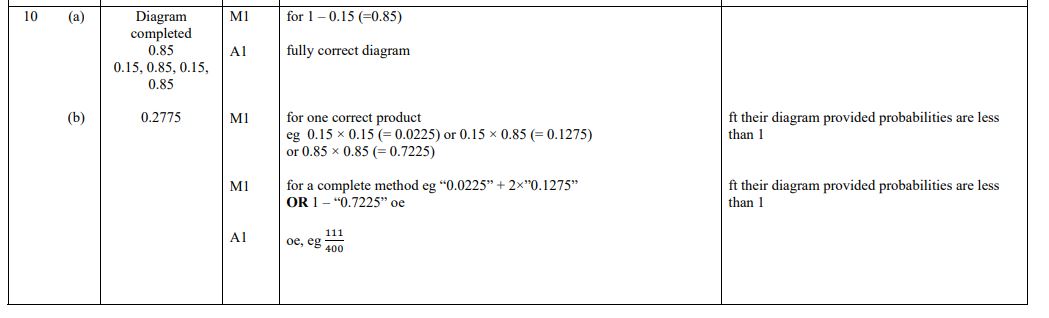 10 (a) Diagram M1 for 1 – 0.15 (=0.85)
completed
0.85 A1 fully correct diagram
0.15, 0.85, 0.15,
0.85
(b) 0.2775 M1 for one correct product ft their diagram provided probabilities are less
eg 0.15 × 0.15 (= 0.0225) or 0.15 × 0.85 (= 0.1275) than 1
or 0.85 × 0.85 (= 0.7225)
M1 for a complete method eg “0.0225” + 2×”0.1275” ft their diagram provided probabilities are less
OR 1 – “0.7225” oe than 1
A1 oe, eg 111/400